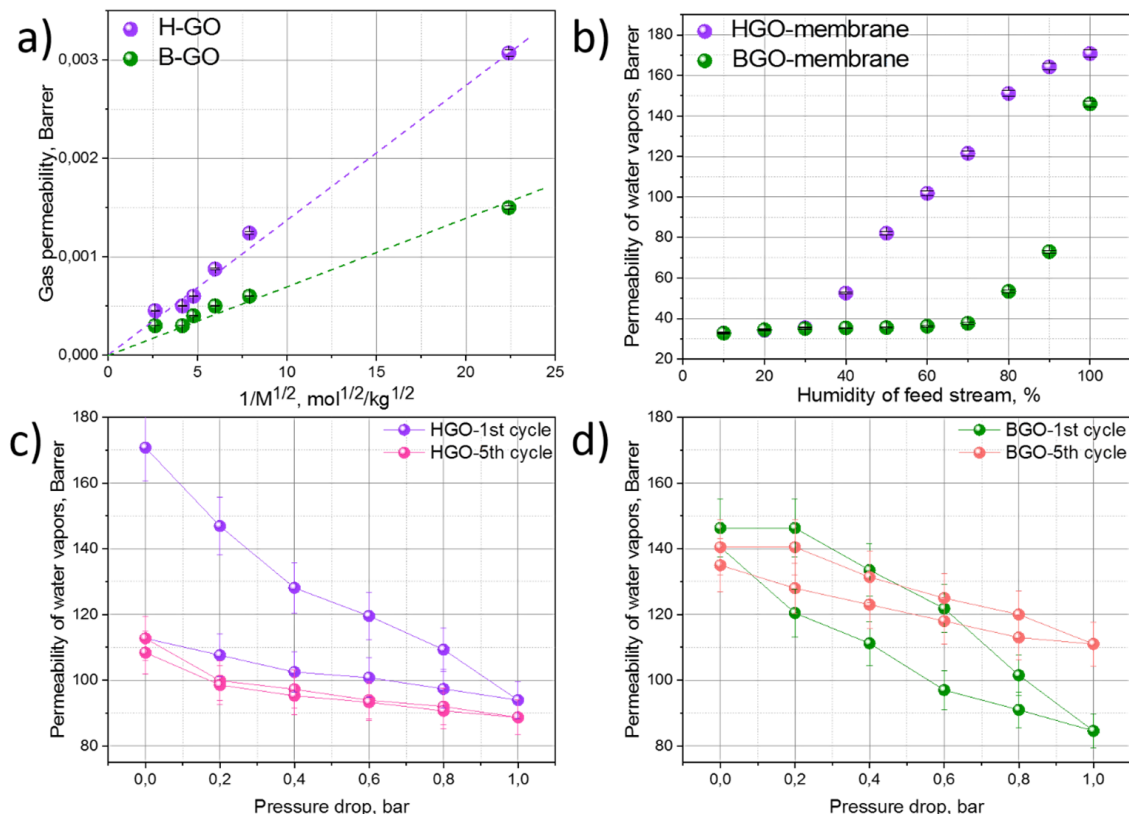 a)
H-GO
B-GO
0,003
0,002
0,001
0,000
Gas permeability, Barrer
0 5 10 15 20 25
1/M^1/2, mol^1/2/kg^1/2
b)
HGO-membrane
BGO-membrane
180
160
140
120
100
80
60
40
20
Permeability of water vapors, Barrer
0 20 40 60 80 100
Humidity of feed stream, %
c)
HGO-1st cycle
HGO-5th cycle
180
160
140
120
100
80
Permeability of water vapors, Barrer
0,0 0,2 0,4 0,6 0,8 1,0
Pressure drop, bar
d)
BGO-1st cycle
BGO-5th cycle
180
160
140
120
100
80
Permeability of water vapors, Barrer
0,0 0,2 0,4 0,6 0,8 1,0
Pressure drop, bar